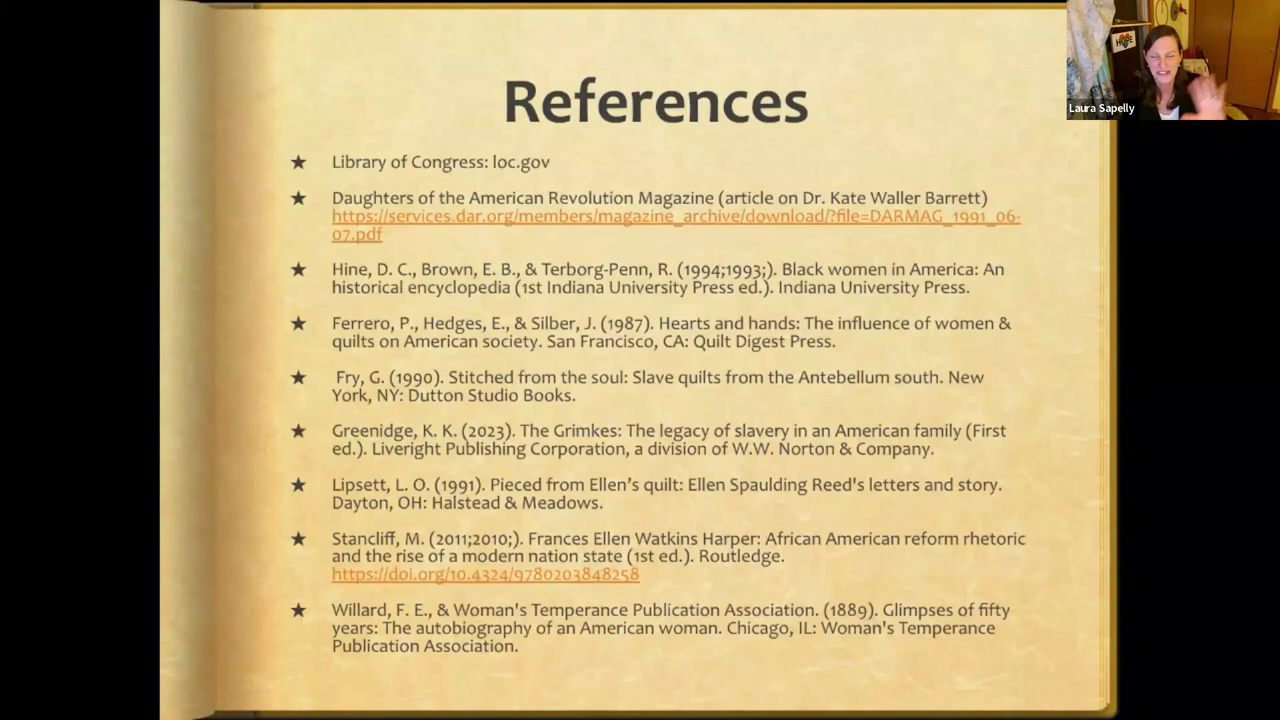 References
★ Library of Congress: loc.gov
★ Daughters of the American Revolution Magazine (article on Dr. Kate Waller Barrett)
https://services.dar.org/members/magazine_archive/download/?file=DARMAG_1991_06-
07.pdf
★ Hine, D. C., Brown, E. B., & Terborg-Penn, R. (1994;1993;). Black women in America: An
historical encyclopedia (1st Indiana University Press ed.). Indiana University Press.
★ Ferrero, P., Hedges, E., & Silber, J. (1987). Hearts and hands: The influence of women &
quilts on American society. San Francisco, CA: Quilt Digest Press.
★ Fry, G. (1990). Stitched from the soul: Slave quilts from the Antebellum south. New
York, NY: Dutton Studio Books.
★ Greenidge, K. K. (2023). The Grimkes: The legacy of slavery in an American family (First
ed.). Liveright Publishing Corporation, a division of W.W. Norton & Company.
★ Lipsett, L. O. (1991). Pieced from Ellen’s quilt: Ellen Spaulding Reed's letters and story.
Dayton, OH: Halstead & Meadows.
★ Stancliff, M. (2011;2010;). Frances Ellen Watkins Harper: African American reform rhetoric
and the rise of a modern nation state (1st ed.). Routledge.
https://doi.org/10.4324/9780203848258
★ Willard, F. E., & Woman's Temperance Publication Association. (1889). Glimpses of fifty
years: The autobiography of an American woman. Chicago, IL: Woman's Temperance
Publication Association.
HOPE
Laura Sapelly